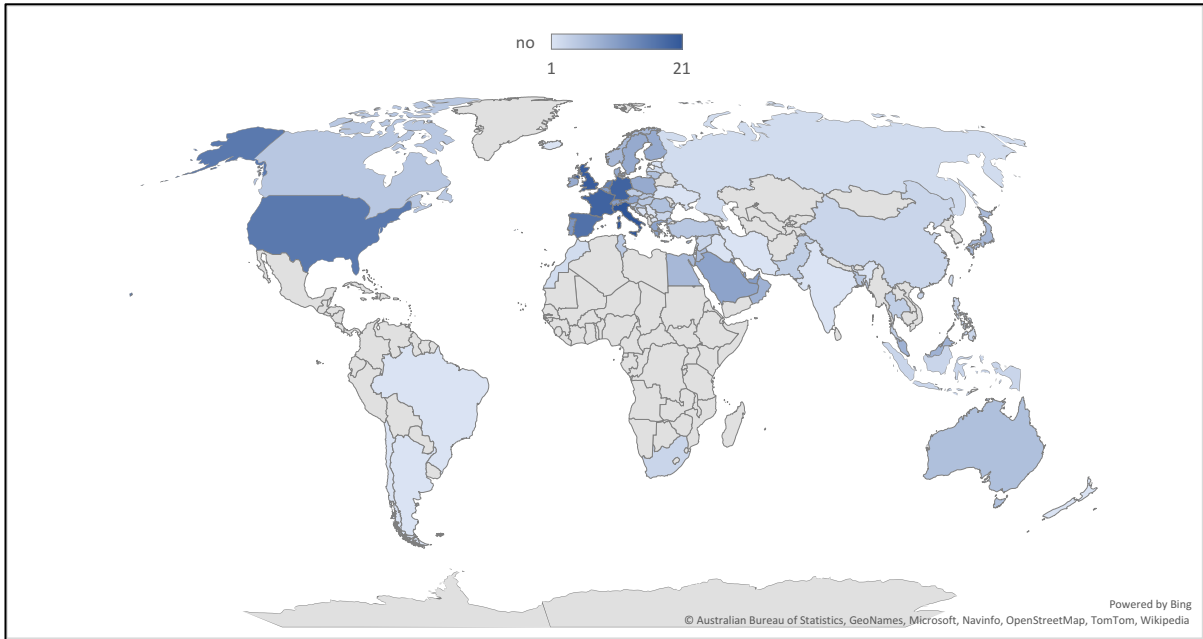 no
1 21
Powered by Bing
© Australian Bureau of Statistics, GeoNames, Microsoft, Navinfo, OpenStreetMap, TomTom, Wikipedia